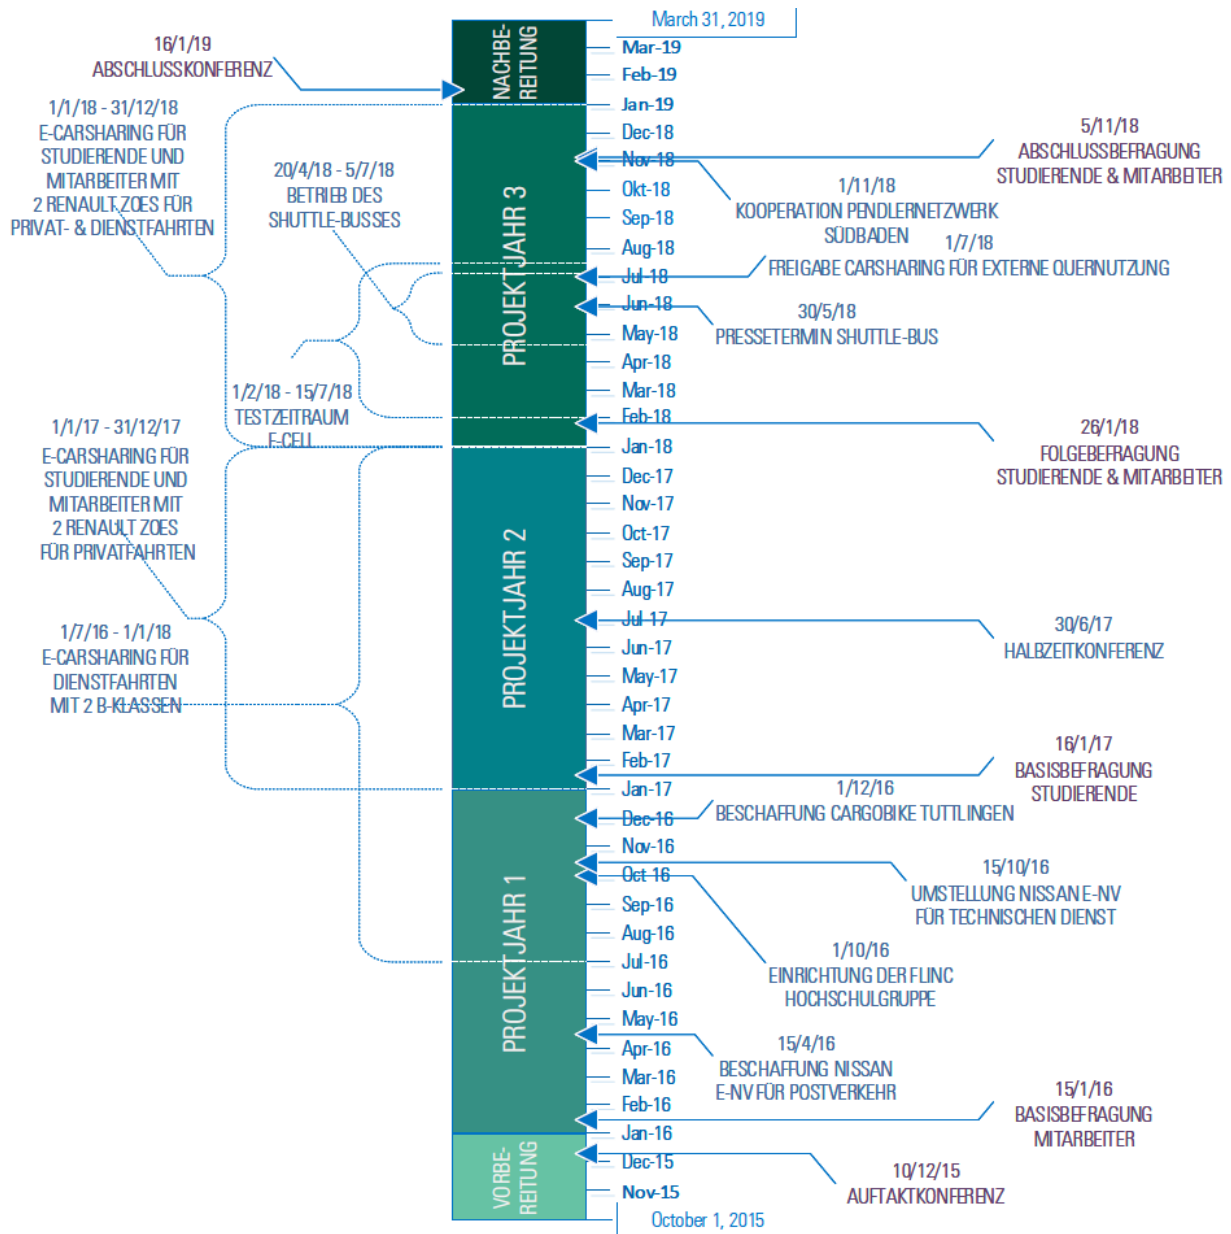 March 31, 2019
NACHBE-
REITUNG
PROJEKTJAHR 3
PROJEKTJAHR 2
PROJEKTJAHR 1
VORBE-
REITUNG
Mar-19
Feb-19
Jan-19
Dec-18
Nov-18
Okt-18
Sep-18
Aug-18
Jul-18
Jun-18
May-18
Apr-18
Mar-18
Feb-18
Jan-18
Dec-17
Nov-17
Oct-17
Sep-17
Aug-17
Jul-17
Jun-17
May-17
Apr-17
Mar-17
Feb-17
Jan-17
Dec-16
Nov-16
Oct-16
Sep-16
Aug-16
Jul-16
Jun-16
May-16
Apr-16
Mar-16
Feb-16
Jan-16
Dec-15
Nov-15
October 1, 2015
16/1/19
ABSCHLUSSKONFERENZ
1/1/18 - 31/12/18
E-CARSHARING FÜR
STUDIERENDE UND
MITARBEITER MIT
2 RENAULT ZOES FÜR
PRIVAT- & DIENSTFAHRTEN
20/4/18 - 5/7/18
BETRIEB DES
SHUTTLE-BUSSES
1/2/18 - 15/7/18
TESTZEITRAUM
E-CELL
1/1/17 - 31/12/17
E-CARSHARING FÜR
STUDIERENDE UND
MITARBEITER MIT
2 RENAULT ZOES
FÜR PRIVATFAHRTEN
1/7/16 - 1/1/18
E-CARSHARING FÜR
DIENSTFAHRTEN
MIT 2 B-KLASSEN
5/11/18
ABSCHLUSSBEFRAGUNG
STUDIERENDE & MITARBEITER
1/11/18
KOOPERATION PENDLERNETZWERK
SÜDBADEN
1/7/18
FREIGABE CARSHARING FÜR EXTERNE QUERNUTZUNG
30/5/18
PRESSETERMIN SHUTTLE-BUS
26/1/18
FOLGEBEFRAGUNG
STUDIERENDE & MITARBEITER
30/6/17
HALBZEITKONFERENZ
16/1/17
BASISBEFRAGUNG
STUDIERENDE
1/12/16
BESCHAFFUNG CARGOBIKE TUTTLINGEN
15/10/16
UMSTELLUNG NISSAN E-NV
FÜR TECHNISCHEN DIENST
1/10/16
EINRICHTUNG DER FLINC
HOCHSCHULGRUPPE
15/4/16
BESCHAFFUNG NISSAN
E-NV FÜR POSTVERKEHR
15/1/16
BASISBEFRAGUNG
MITARBEITER
10/12/15
AUFTAKTKONFERENZ